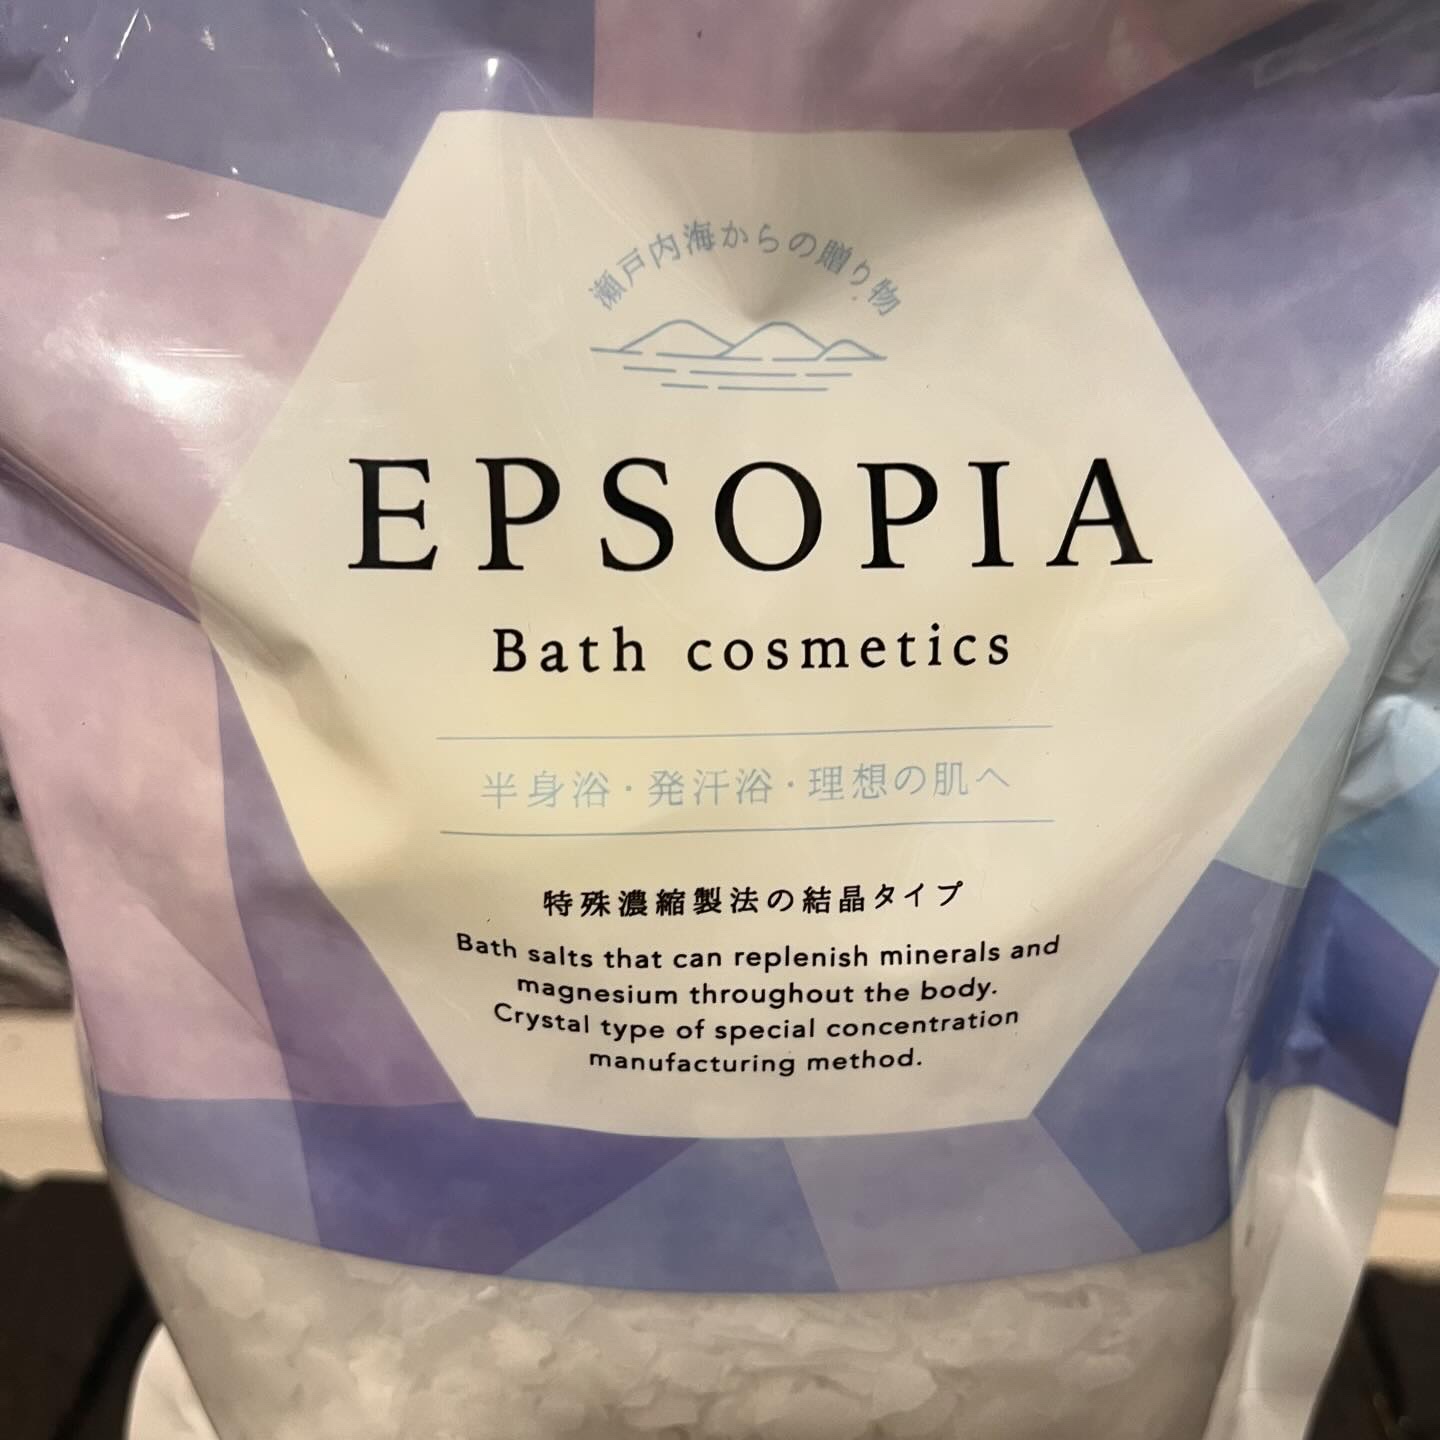 瀬戸内海からの贈り物
EPSOPIA
Bath cosmetics
半身浴・発汗浴・理想の肌へ
特殊濃縮製法の結晶タイプ
Bath salts that can replenish minerals and
magnesium throughout the body.
Crystal type of special concentration
manufacturing method.